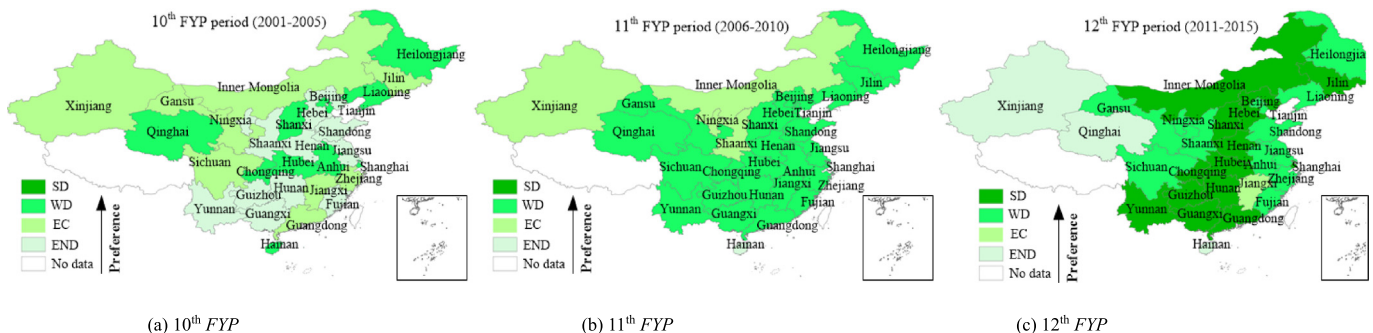 10th FYP period (2001-2005)
Heilongjiang
Jilin
Inner Mongolia
Liaoning
Xinjiang
Gansu
Beijing
Hebei
Tianjin
Ningxia
Shanxi
Qinghai
Shandong
Shaanxi
Henan
Jiangsu
Sichuan
Hubei
Anhui
Shanghai
Chongqing
Zhejiang
Hunan
Jiangxi
Guizhou
Fujian
Yunnan
Guangxi
Guangdong
Hainan
SD
WD
EC
END
No data
Preference
(a) 10th FYP
11th FYP period (2006-2010)
Heilongjiang
Jilin
Inner Mongolia
Liaoning
Xinjiang
Gansu
Beijing
Hebei
Tianjin
Ningxia
Shanxi
Qinghai
Shandong
Shaanxi
Henan
Jiangsu
Sichuan
Hubei
Chongqing
Anhui
Shanghai
Zhejiang
Jiangxi
Guizhou
Hunan
Fujian
Yunnan
Guangxi
Guangdong
Hainan
SD
WD
EC
END
No data
Preference
(b) 11th FYP
12th FYP period (2011-2015)
Heilongjia
Jilin
Inner Mongolia
Liaoning
Xinjiang
Gansu
Beijing
Hebei
Tianjin
Ningxia
Shanxi
Qinghai
Shandong
Shaanxi
Henan
Jiangsu
Sichuan
Hubei
Anhui
Shanghai
Chongqing
Zhejiang
Hunan
Jiangxi
Guizhou
Fujian
Yunnan
Guangxi
Guangdong
Hainan
SD
WD
EC
END
No data
Preference
(c) 12th FYP